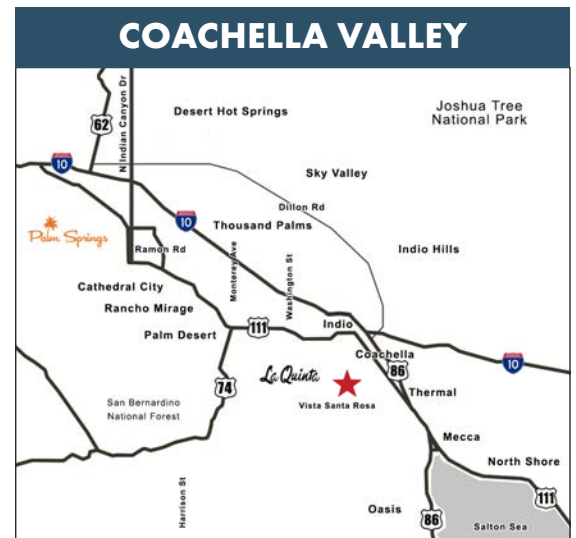 COACHELLA VALLEY
N Indian Canyon Dr
62
Desert Hot Springs
Joshua Tree
National Park
10
Sky Valley
Dillon Rd
10
Thousand Palms
Palm Springs
Ramon Rd
Monterey Ave
Washington St
Indio Hills
Cathedral City
Rancho Mirage
Palm Desert
111
Indio
Coachella
10
86
74
La Quinta
Thermal
Vista Santa Rosa
San Bernardino
National Forest
Mecca
North Shore
Harrison St
111
Oasis
86
Salton Sea